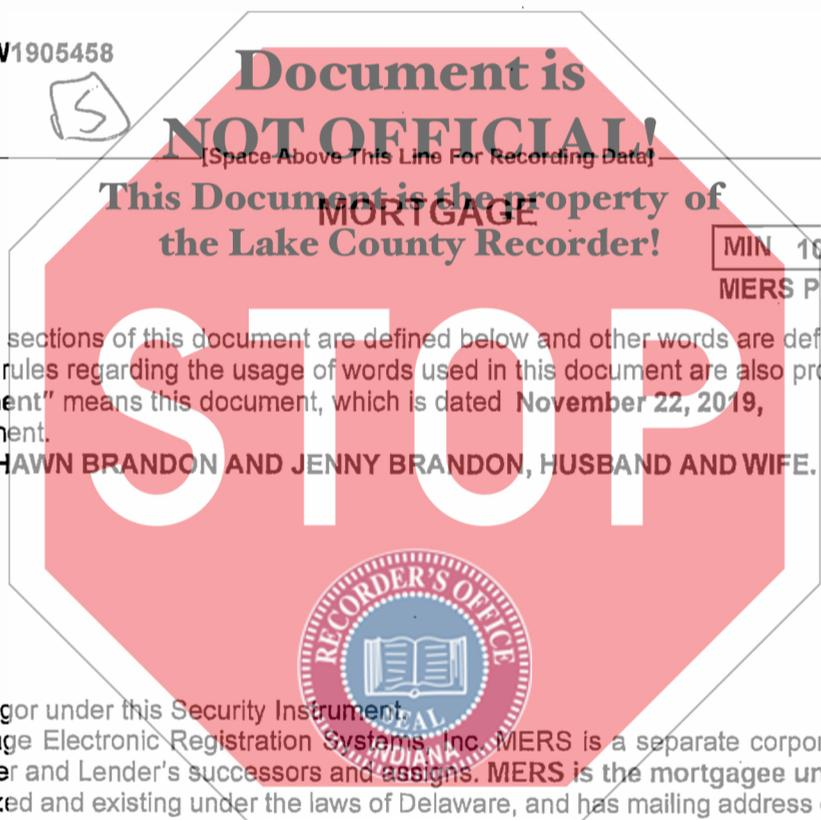 W1905458
S
Document is
NOT OFFICIAL!
[Space Above This Line For Recording Data]
This Document is the property of
MORTGAGE
the Lake County Recorder!
MIN 10
MERS P
sections of this document are defined below and other words are def
rules regarding the usage of words used in this document are also pro
ent” means this document, which is dated November 22, 2019,
ent.
HAWN BRANDON AND JENNY BRANDON, HUSBAND AND WIFE.
STOP
RECORDER'S OFFICE
SEAL
INDIANA
gor under this Security Instrument.
ge Electronic Registration Systems, Inc. MERS is a separate corpor
er and Lender's successors and assigns. MERS is the mortgagee un
ed and existing under the laws of Delaware, and has mailing address